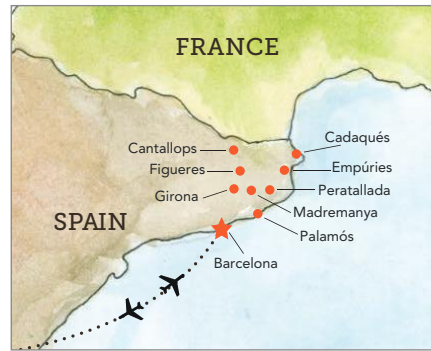 FRANCE
Cadaqués
Cantallops
Figueres
Empúries
Girona
Peratallada
SPAIN
Madremanya
Palamós
Barcelona